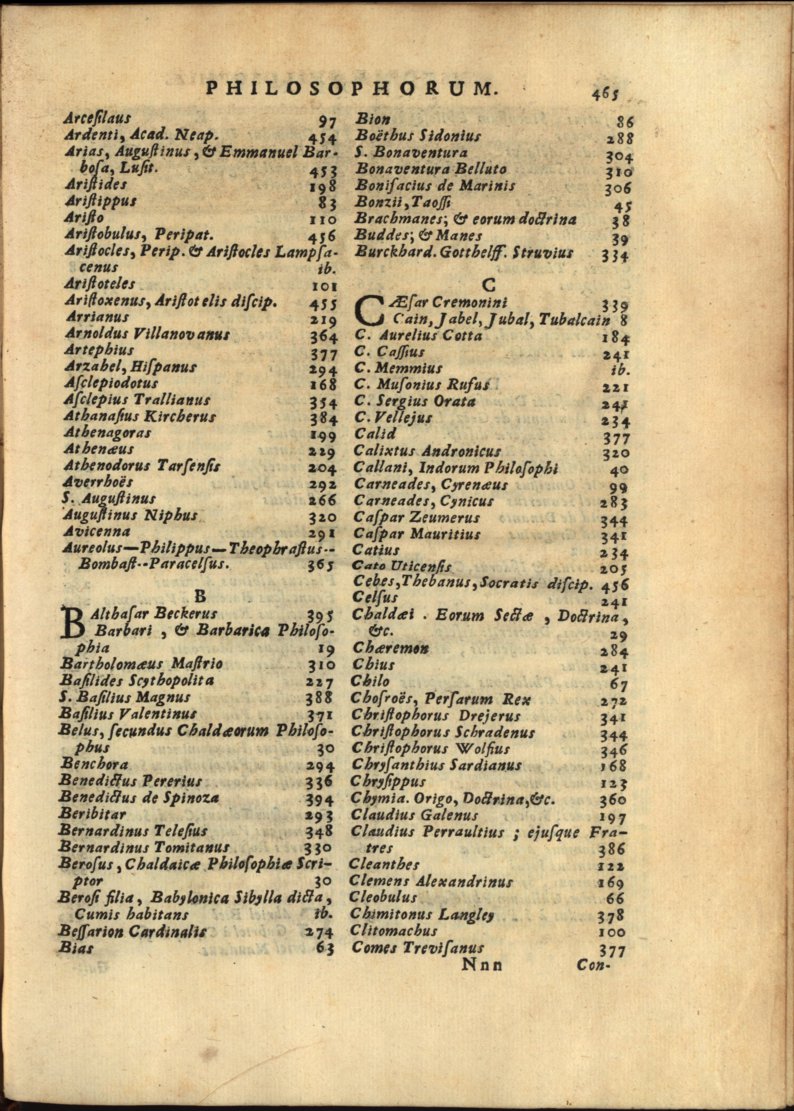 PHILOSOPHORUM. 465
Arceſilaus 97
Ardenti, Acad. Neap. 454
Arias, Auguſtinus, & Emmanuel Bar-
boſa, Luſit. 453
Ariſtides 198
Ariſtippus 83
Ariſto 110
Ariſtobulus, Peripat. 456
Ariſtocles, Perip. & Ariſtocles Lampſa-
cenus ib.
Ariſtoteles 101
Ariſtoxenus, Ariſtotelis diſcip. 455
Arrianus 219
Arnoldus Villanovanus 364
Artephius 377
Arzahel, Hiſpanus 294
Aſclepiodotus 168
Aſclepius Trallianus 354
Athanaſius Kircherus 384
Athenagoras 199
Athenæus 229
Athenodorus Tarſenſis 204
Averrhoës 292
S. Auguſtinus 266
Auguſtinus Niphus 320
Avicenna 291
Aureolus—Philippus—Theophraſtus--
Bombaſt--Paracelſus. 365
B
BAlthaſar Beckerus 395
Barbari, & Barbarica Philoſo-
phia 19
Bartholomæus Maſtrio 310
Baſilides Scythopolita 227
S. Baſilius Magnus 388
Baſilius Valentinus 371
Belus, ſecundus Chaldæorum Philoſo-
phus 30
Benchora 294
Benedictus Pererius 336
Benedictus de Spinoza 394
Beribitar 293
Bernardinus Teleſius 348
Bernardinus Tomitanus 330
Beroſus, Chaldaicæ Philoſophiæ Scri-
ptor 30
Beroſi filia, Babylonica Sibylla dicta,
Cumis habitans ib.
Beſſarion Cardinalis 274
Bias 63
Bion 86
Boëthus Sidonius 288
S. Bonaventura 304
Bonaventura Belluto 310
Bonifacius de Marinis 306
Bonzii, Taoſſi 45
Brachmanes; & eorum doctrina 38
Buddes; & Manes 39
Burckhard. Gotthelff. Struvius 334
C
CÆſar Cremonini 339
Cain, Jabel, Jubal, Tubalcain 8
C. Aurelius Cotta 184
C. Caſſius 241
C. Memmius ib.
C. Muſonius Rufus 221
C. Sergius Orata 241
C. Vellejus 234
Calid 377
Calixtus Andronicus 320
Callani, Indorum Philoſophi 40
Carneades, Cyrenæus 99
Carneades, Cynicus 283
Caſpar Zeumerus 344
Caſpar Mauritius 341
Catius 234
Cato Uticenſis 205
Cebes, Thebanus, Socratis diſcip. 456
Celſus 241
Chaldæi. Eorum Sectæ, Doctrina,
&c. 29
Chæremon 284
Chius 241
Chilo 67
Choſroës, Perſarum Rex 272
Chriſtophorus Drejerus 341
Chriſtophorus Schradenus 344
Chriſtophorus Wolfius 346
Chryſanthius Sardianus 168
Chryſippus 123
Chymia. Origo, Doctrina, &c. 360
Claudius Galenus 197
Claudius Perraultius; ejuſque Fra-
tres 386
Cleanthes 122
Clemens Alexandrinus 169
Cleobulus 66
Chimitonus Langley 378
Clitomachus 100
Comes Treviſanus 377
Nnn Con-